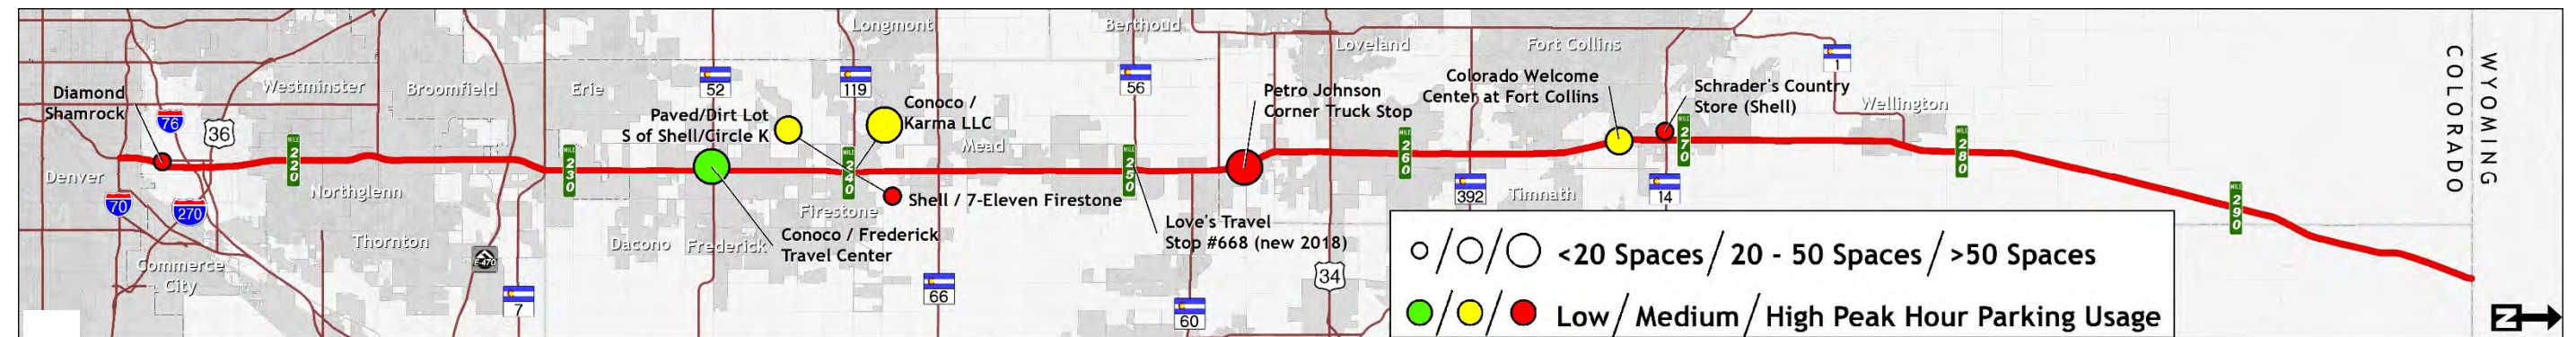 Longmont
Berthoud
Loveland
Fort Collins
1
COLORADO
WYOMING
Diamond
Shamrock
76
36
Westminster
Broomfield
Erie
52
119
56
Paved/Dirt Lot
S of Shell/Circle K
Conoco /
Karma LLC
Mead
Petro Johnson
Corner Truck Stop
Colorado Welcome
Center at Fort Collins
Schrader's Country
Store (Shell)
Wellington
MILE 220
MILE 230
MILE 240
MILE 250
MILE 260
MILE 270
MILE 280
MILE 290
Denver
70
270
Northglenn
Thornton
Commerce
City
E-470
7
Dacono
Frederick
Firestone
Conoco / Frederick
Travel Center
Shell / 7-Eleven Firestone
66
Love's Travel
Stop #668 (new 2018)
60
34
392
Timnath
14
<20 Spaces/ 20 - 50 Spaces/ >50 Spaces
Low/ Medium/ High Peak Hour Parking Usage
N